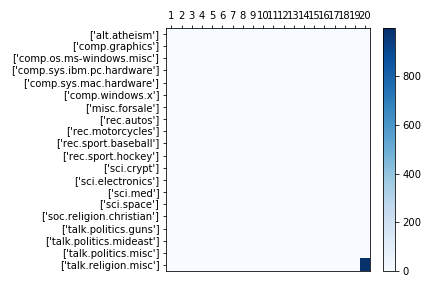 1 2 3 4 5 6 7 8 9 10 11 12 13 14 15 16 17 18 19 20
['alt.atheism']
['comp.graphics']
['comp.os.ms-windows.misc']
['comp.sys.ibm.pc.hardware']
['comp.sys.mac.hardware']
['comp.windows.x']
['misc.forsale']
['rec.autos']
['rec.motorcycles']
['rec.sport.baseball']
['rec.sport.hockey']
['sci.crypt']
['sci.electronics']
['sci.med']
['sci.space']
['soc.religion.christian']
['talk.politics.guns']
['talk.politics.mideast']
['talk.politics.misc']
['talk.religion.misc']
800
600
400
200
0